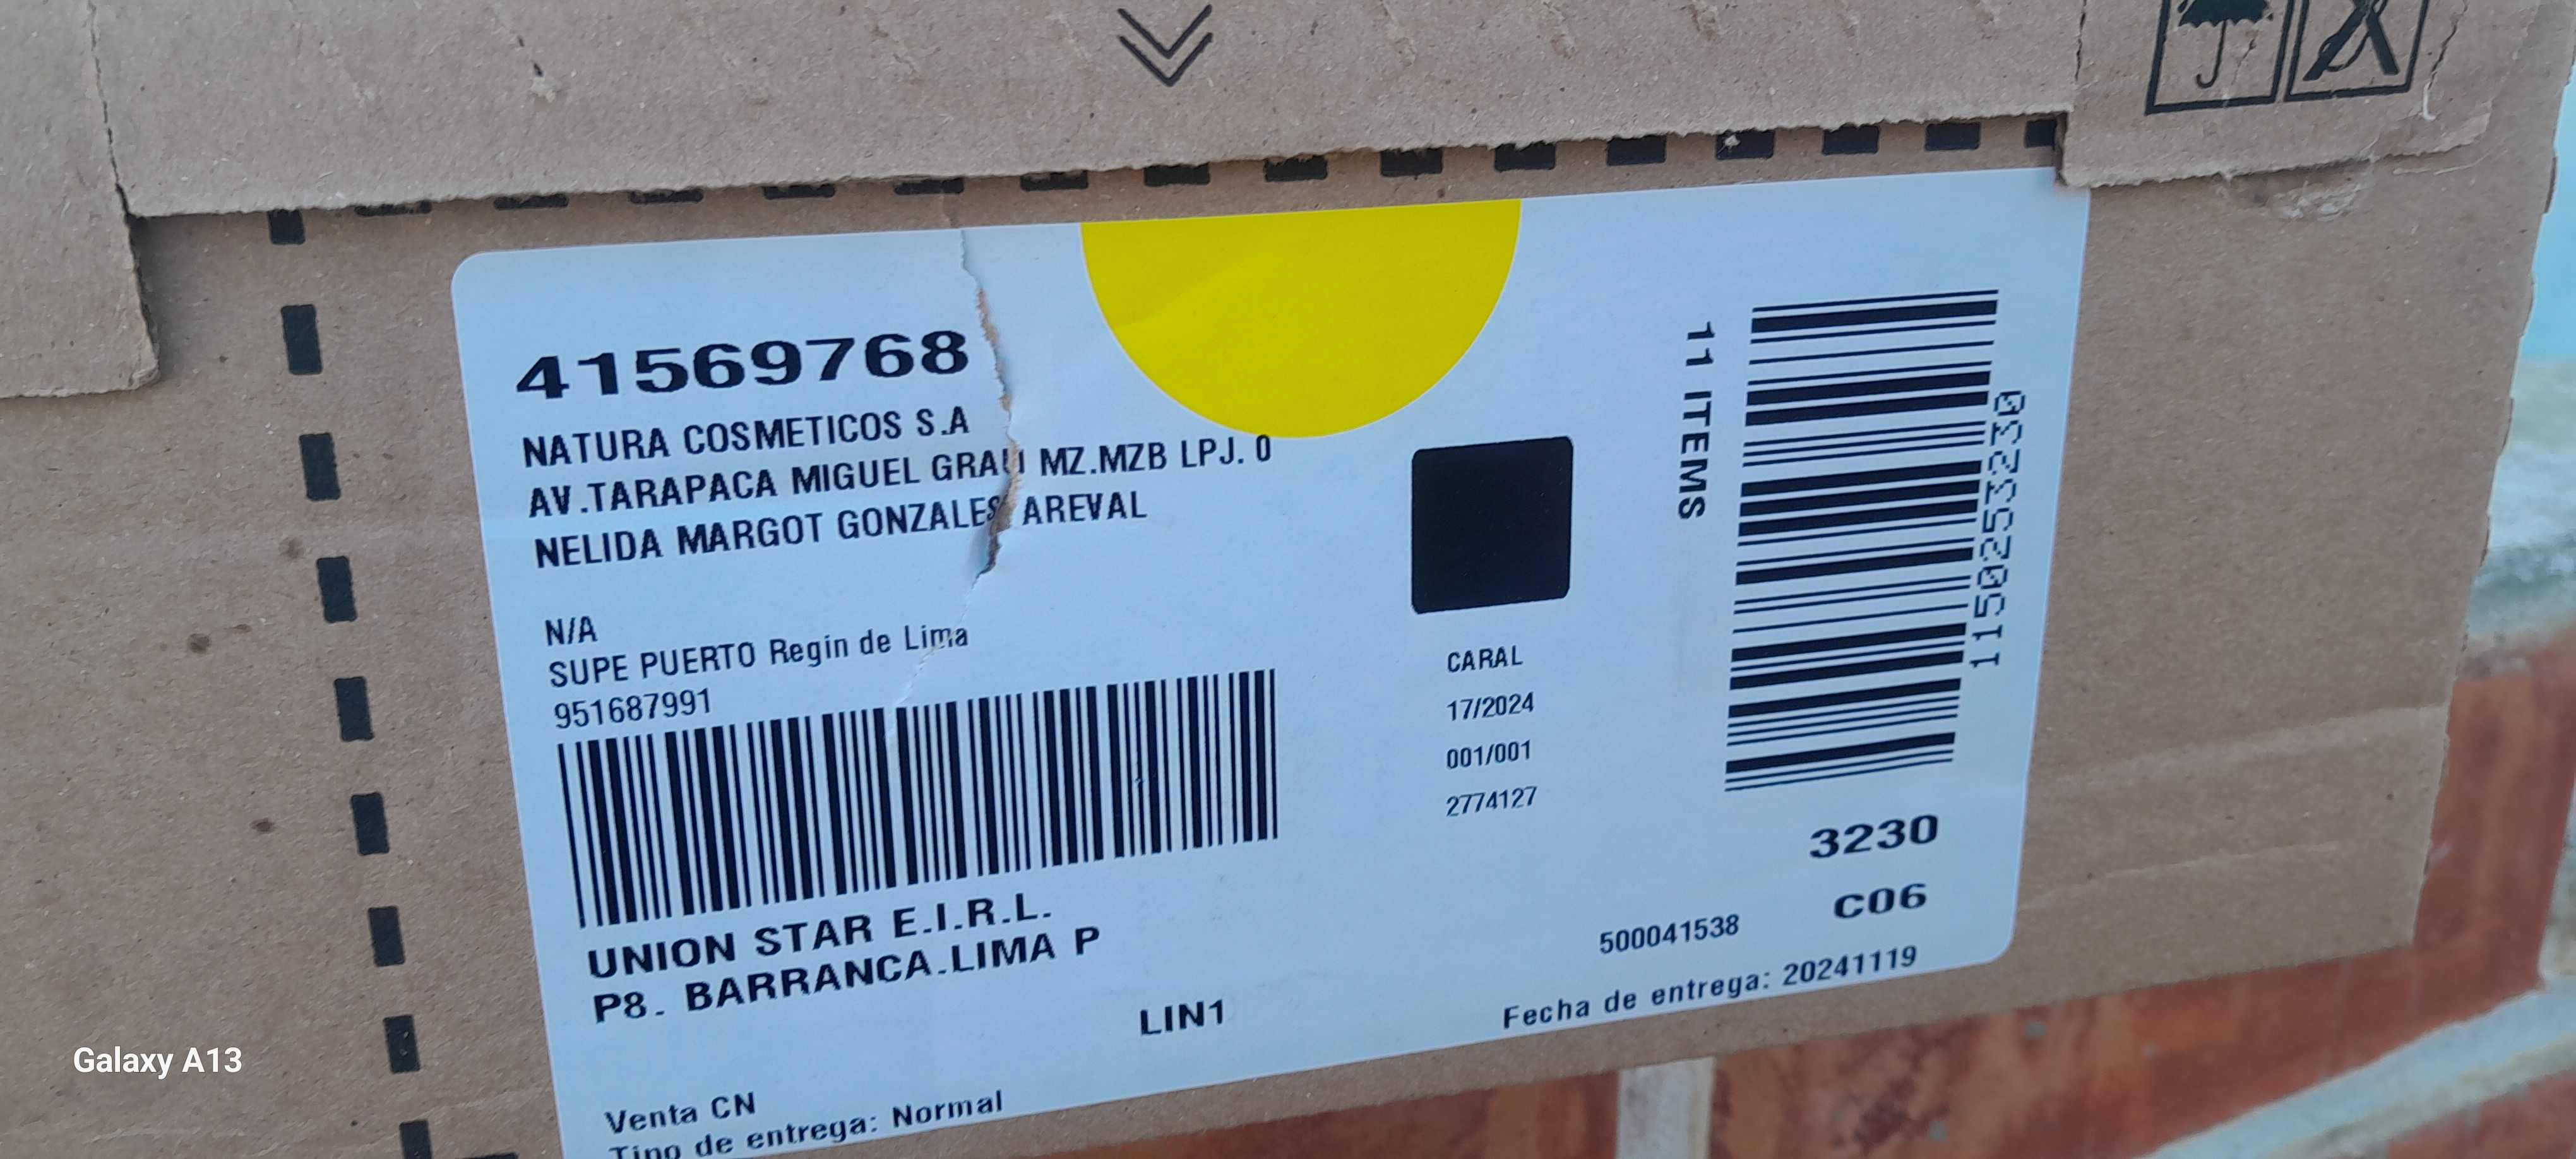 41569768
NATURA COSMETICOS S.A
AV.TARAPACA MIGUEL GRAU MZ.MZB LPJ. 0
NELIDA MARGOT GONZALES AREVAL
N/A
SUPE PUERTO Regin de Lima
951687991
UNION STAR E.I.R.L.
P8. BARRANCA.LIMA P
LIN1
Venta CN
Tipo de entrega: Normal
CARAL
17/2024
001/001
2774127
11 ITEMS
1150253230
3230
C06
500041538
Fecha de entrega: 20241119
Galaxy A13